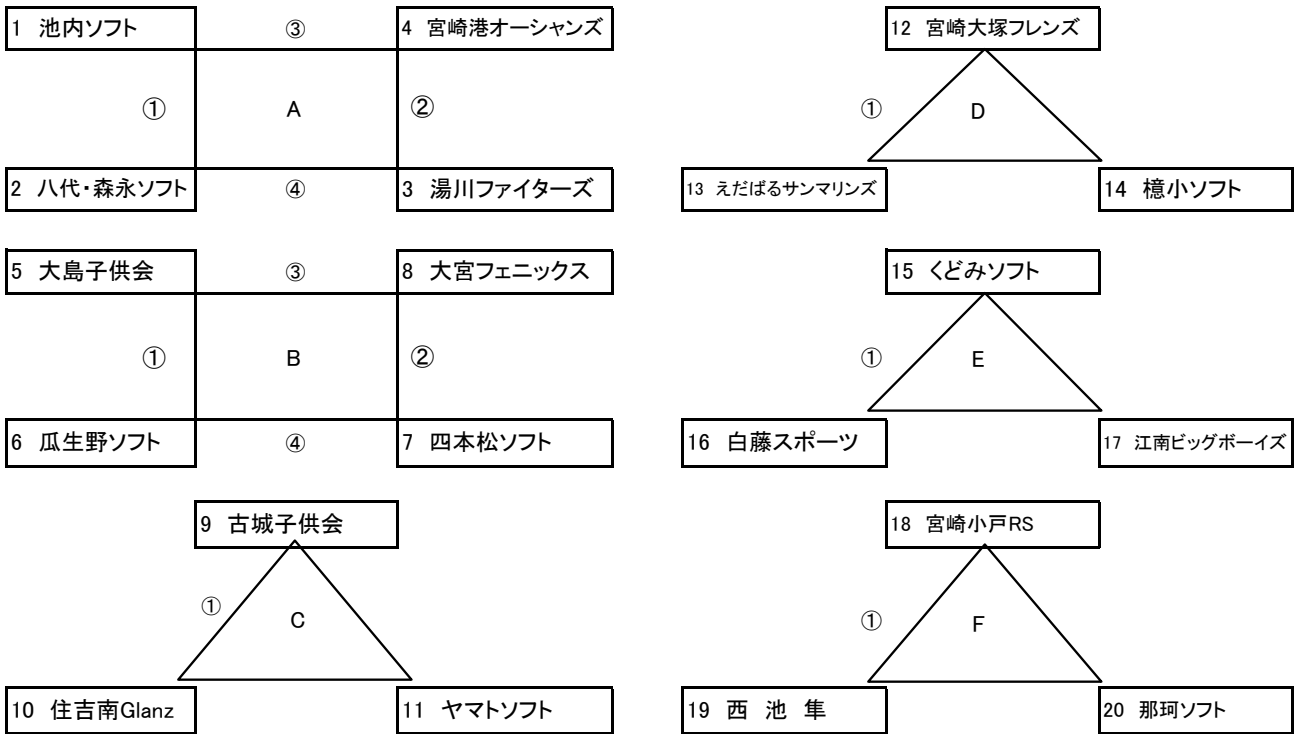 1 池内ソフト
③
4 宮崎港オーシャンズ
①
A
②
2 八代・森永ソフト
④
3 湯川ファイターズ
12 宮崎大塚フレンズ
①
D
13 えだばるサンマリンズ
14 檍小ソフト
5 大島子供会
③
8 大宮フェニックス
①
B
②
6 瓜生野ソフト
④
7 四本松ソフト
15 くどみソフト
①
E
16 白藤スポーツ
17 江南ビッグボーイズ
9 古城子供会
①
C
10 住吉南Glanz
11 ヤマトソフト
18 宮崎小戸RS
①
F
19 西 池 隼
20 那珂ソフト